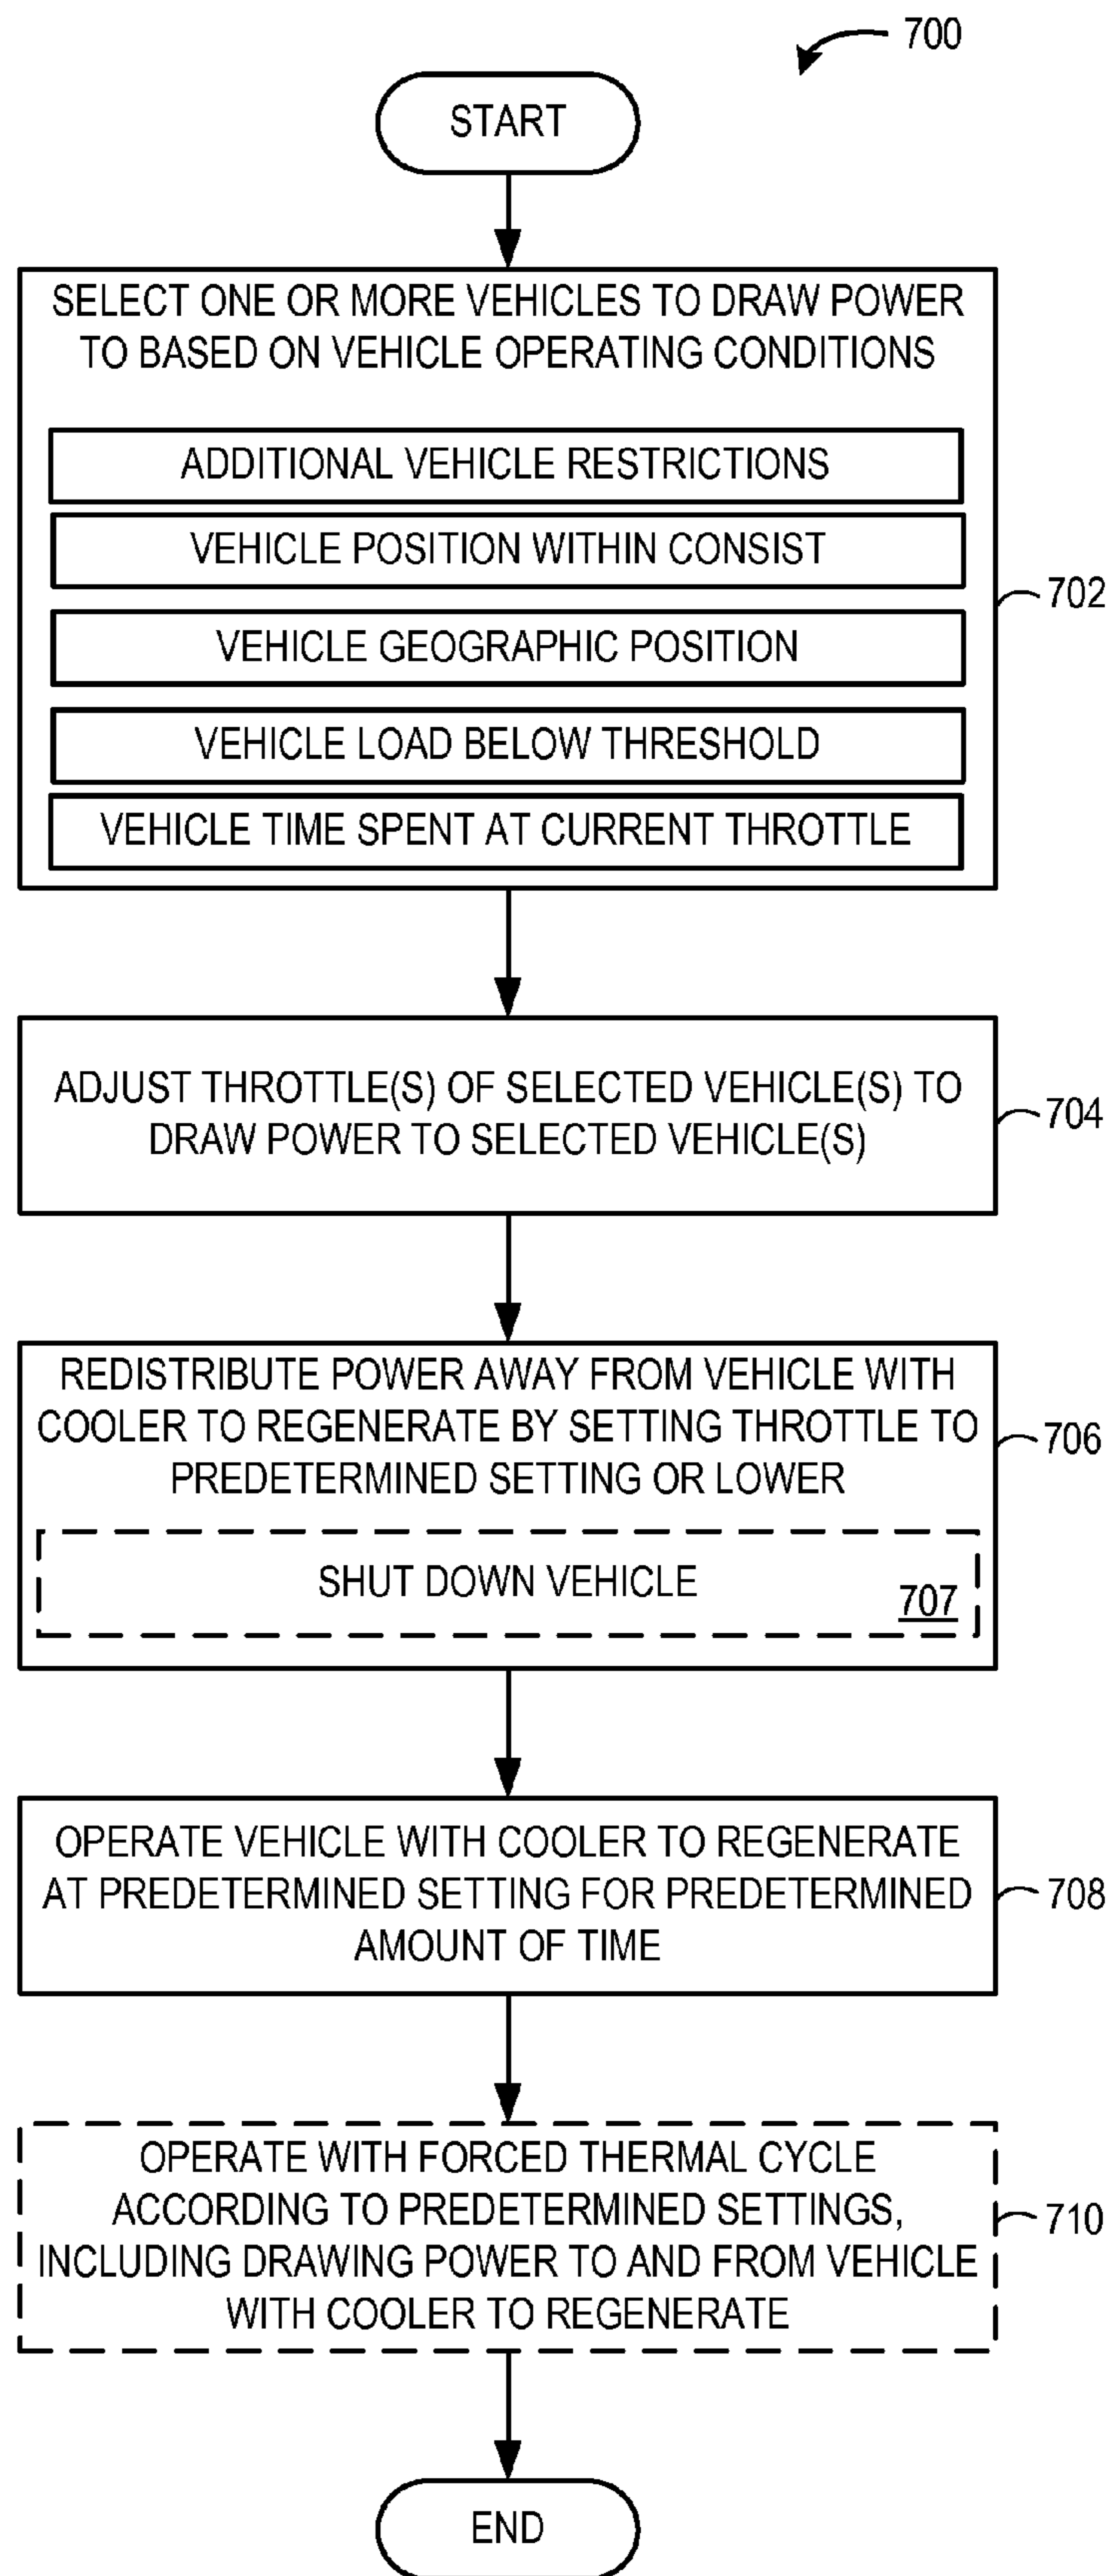 700
START
SELECT ONE OR MORE VEHICLES TO DRAW POWER
TO BASED ON VEHICLE OPERATING CONDITIONS
ADDITIONAL VEHICLE RESTRICTIONS
VEHICLE POSITION WITHIN CONSIST
VEHICLE GEOGRAPHIC POSITION
VEHICLE LOAD BELOW THRESHOLD
VEHICLE TIME SPENT AT CURRENT THROTTLE
702
ADJUST THROTTLE(S) OF SELECTED VEHICLE(S) TO
DRAW POWER TO SELECTED VEHICLE(S)
704
REDISTRIBUTE POWER AWAY FROM VEHICLE WITH
COOLER TO REGENERATE BY SETTING THROTTLE TO
PREDETERMINED SETTING OR LOWER
706
SHUT DOWN VEHICLE
707
OPERATE VEHICLE WITH COOLER TO REGENERATE
AT PREDETERMINED SETTING FOR PREDETERMINED
AMOUNT OF TIME
708
OPERATE WITH FORCED THERMAL CYCLE
ACCORDING TO PREDETERMINED SETTINGS,
INCLUDING DRAWING POWER TO AND FROM VEHICLE
WITH COOLER TO REGENERATE
710
END